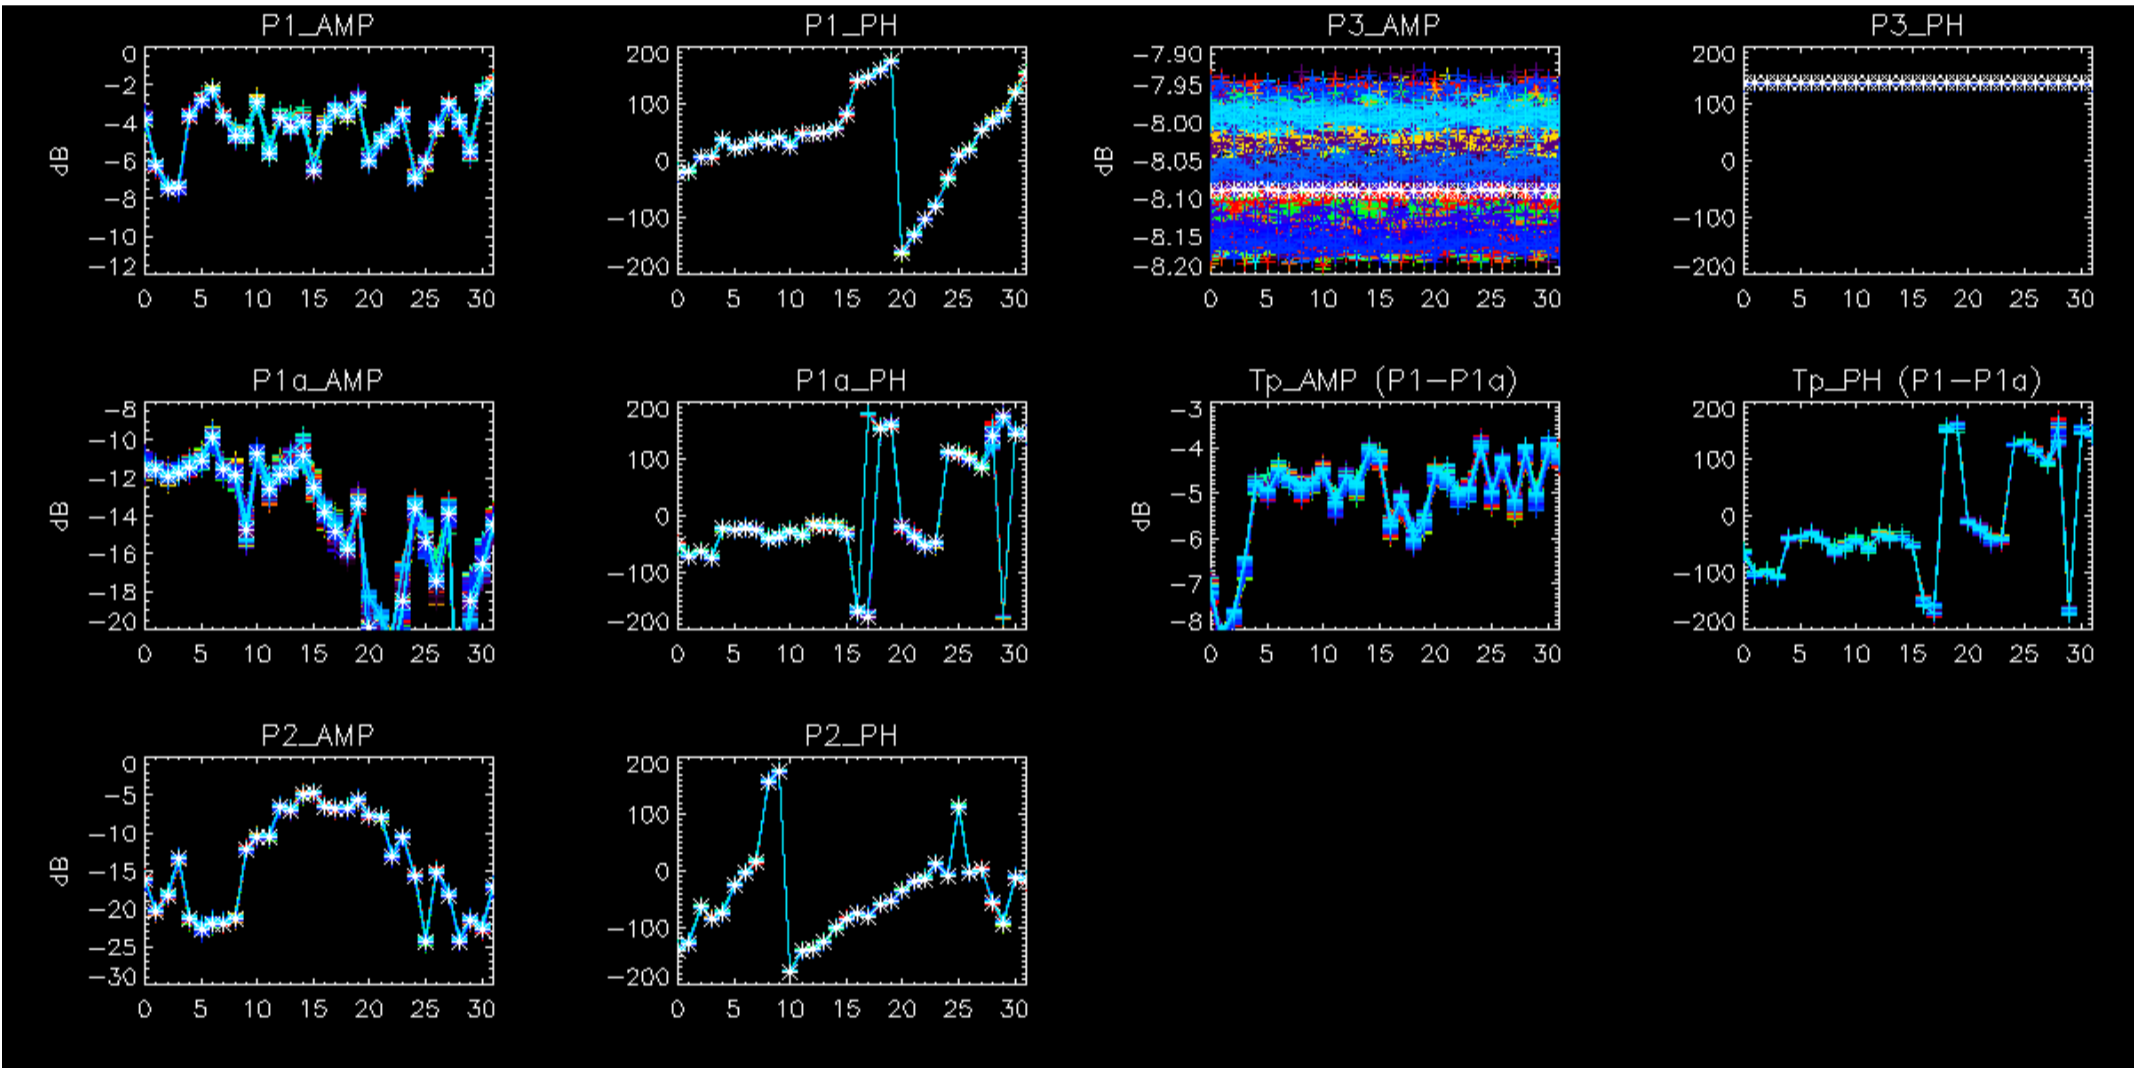 P1_AMP
0
−2
−4
−6
−8
−10
−12
dB
0 5 10 15 20 25 30
P1_PH
200
100
0
−100
−200
0 5 10 15 20 25 30
P3_AMP
−7.90
−7.95
−8.00
−8.05
−8.10
−8.15
−8.20
dB
0 5 10 15 20 25 30
P3_PH
200
100
0
−100
−200
0 5 10 15 20 25 30
P1a_AMP
−8
−10
−12
−14
−16
−18
−20
dB
0 5 10 15 20 25 30
P1a_PH
200
100
0
−100
−200
0 5 10 15 20 25 30
Tp_AMP (P1−P1a)
−3
−4
−5
−6
−7
−8
dB
0 5 10 15 20 25 30
Tp_PH (P1−P1a)
200
100
0
−100
−200
0 5 10 15 20 25 30
P2_AMP
0
−5
−10
−15
−20
−25
−30
dB
0 5 10 15 20 25 30
P2_PH
200
100
0
−100
−200
0 5 10 15 20 25 30